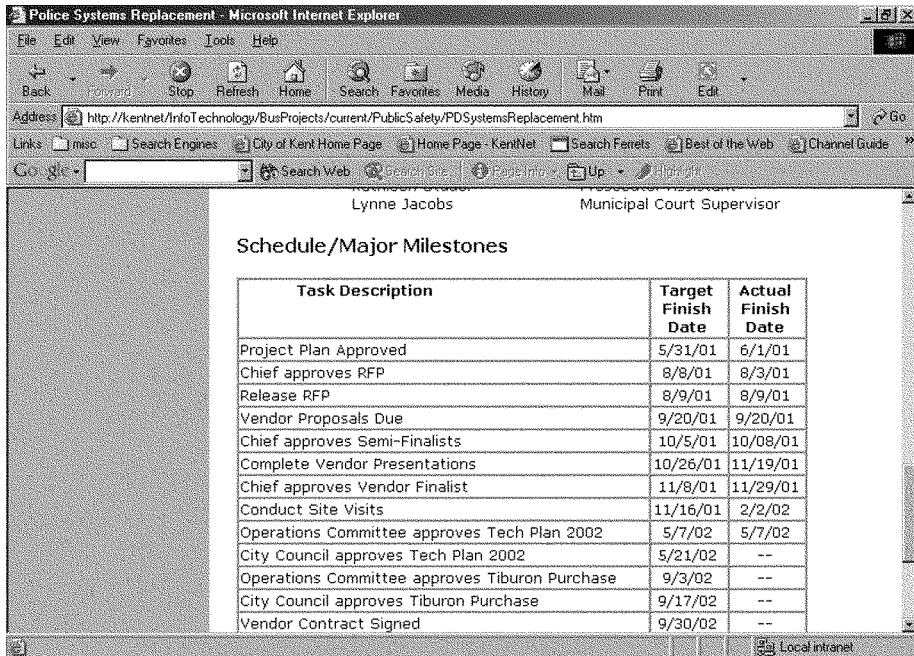 Police Systems Replacement - Microsoft Internet Explorer
File Edit View Favorites Tools Help
Back Forward Stop Refresh Home Search Favorites Media History Mail Print Edit
Address http://kentnet/InfoTechnology/BusProjects/current/PublicSafety/PDSystemsReplacement.htm Go
Links misc Search Engines City of Kent Home Page Home Page - KentNet Search Ferrets Best of the Web Channel Guide »
Google Search Web Search Site Page Info Up Highlight
Lynne Jacobs Municipal Court Supervisor
Schedule/Major Milestones
Task Description Target Finish Date Actual Finish Date
Project Plan Approved 5/31/01 6/1/01
Chief approves RFP 8/8/01 8/3/01
Release RFP 8/9/01 8/9/01
Vendor Proposals Due 9/20/01 9/20/01
Chief approves Semi-Finalists 10/5/01 10/08/01
Complete Vendor Presentations 10/26/01 11/19/01
Chief approves Vendor Finalist 11/8/01 11/29/01
Conduct Site Visits 11/16/01 2/2/02
Operations Committee approves Tech Plan 2002 5/7/02 5/7/02
City Council approves Tech Plan 2002 5/21/02 --
Operations Committee approves Tiburon Purchase 9/3/02 --
City Council approves Tiburon Purchase 9/17/02 --
Vendor Contract Signed 9/30/02 --
Local intranet